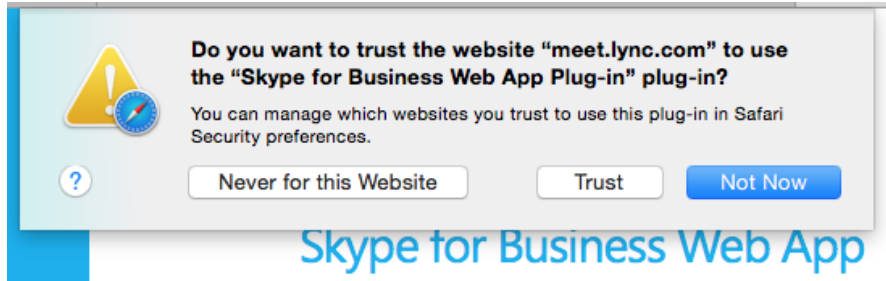 Do you want to trust the website “meet.lync.com” to use
the “Skype for Business Web App Plug-in” plug-in?
You can manage which websites you trust to use this plug-in in Safari
Security preferences.
?
Never for this Website
Trust
Not Now
Skype for Business Web App